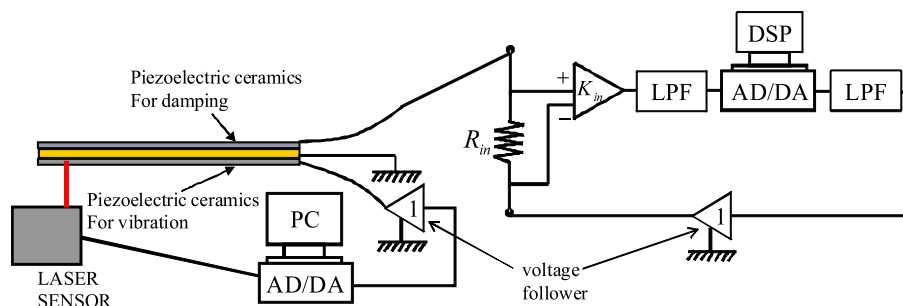 Piezoelectric ceramics
For damping
Piezoelectric ceramics
For vibration
LASER
SENSOR
PC
AD/DA
1
voltage
follower
R_in
+
K_in
−
LPF
DSP
AD/DA
LPF
1